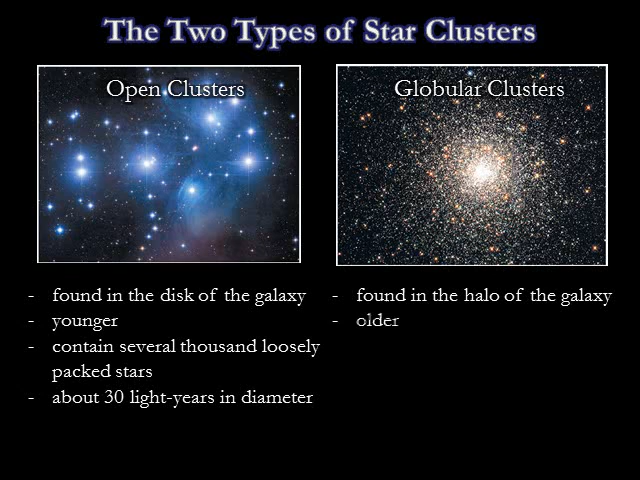 The Two Types of Star Clusters
Open Clusters
- found in the disk of the galaxy
- younger
- contain several thousand loosely
packed stars
- about 30 light-years in diameter
Globular Clusters
- found in the halo of the galaxy
- older